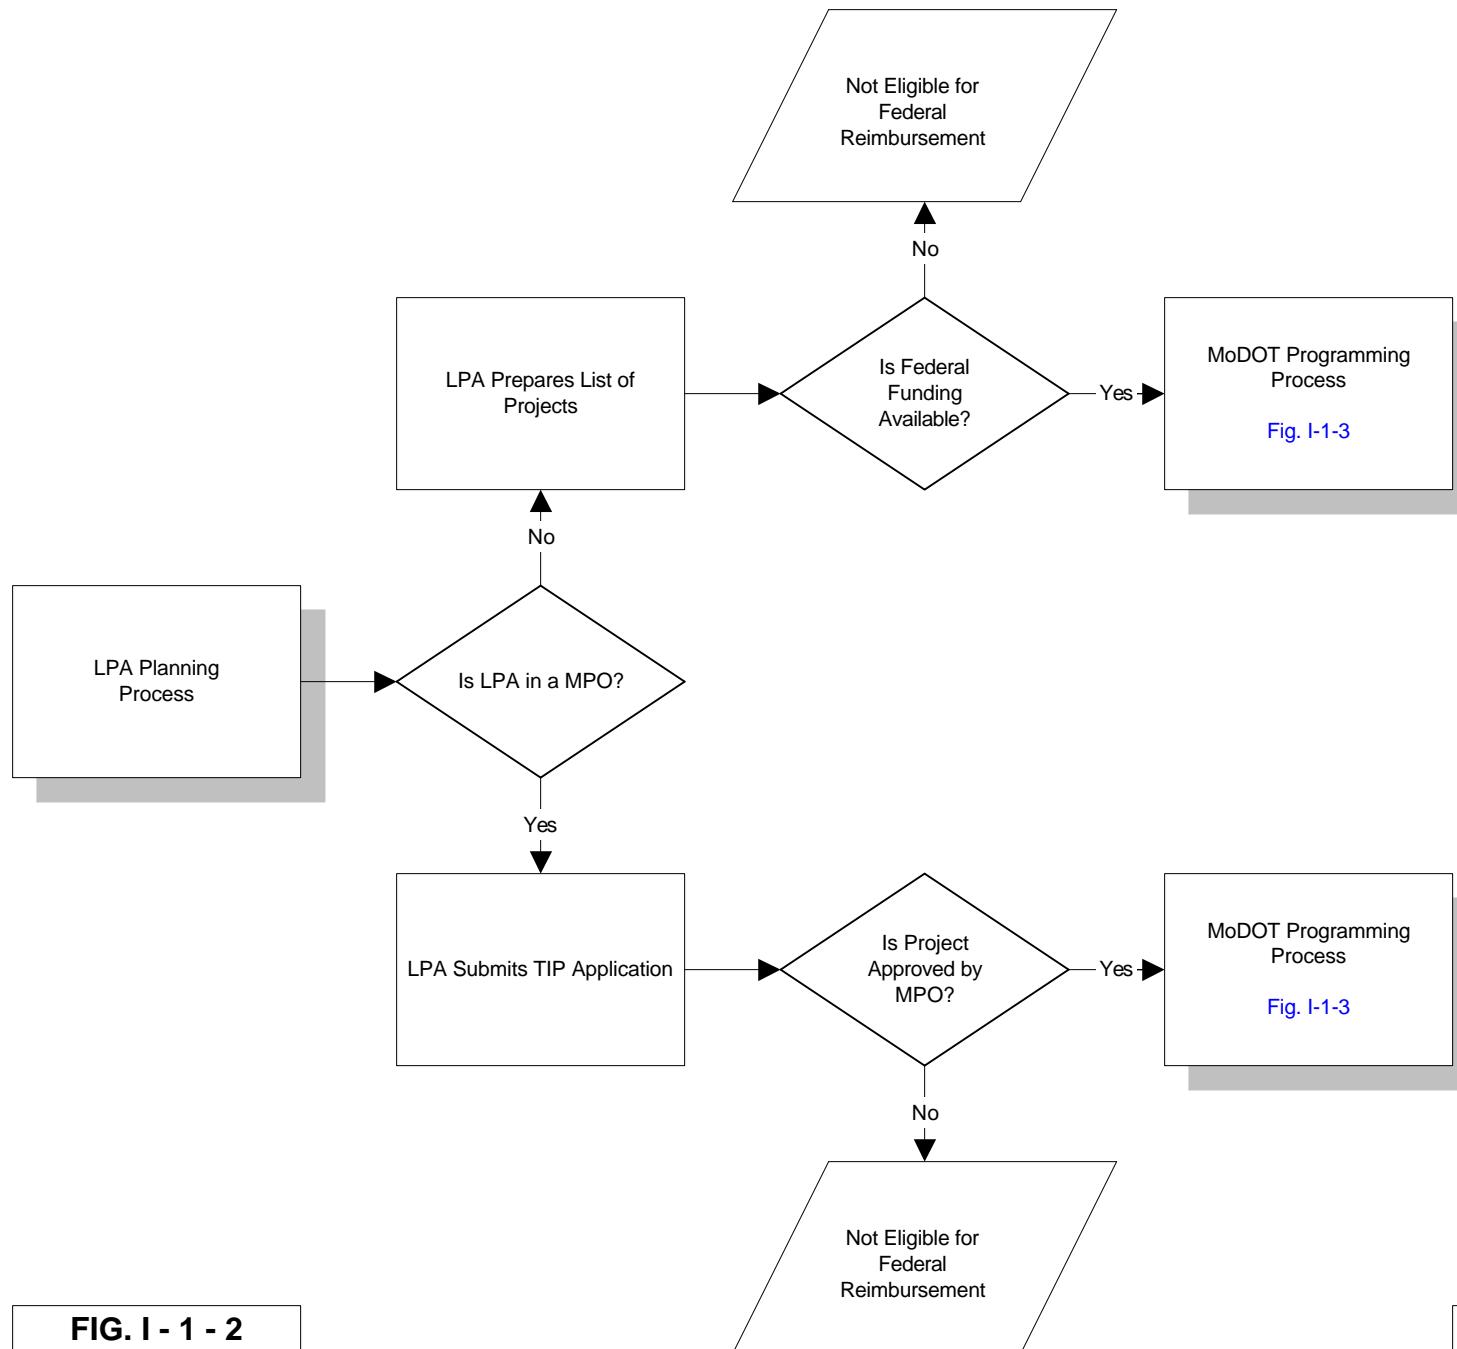 Not Eligible for
Federal
Reimbursement
No
LPA Prepares List of
Projects
Is Federal
Funding
Available?
Yes
MoDOT Programming
Process
Fig. I-1-3
No
LPA Planning
Process
Is LPA in a MPO?
Yes
LPA Submits TIP Application
Is Project
Approved by
MPO?
Yes
MoDOT Programming
Process
Fig. I-1-3
No
Not Eligible for
Federal
Reimbursement
FIG. I - 1 - 2